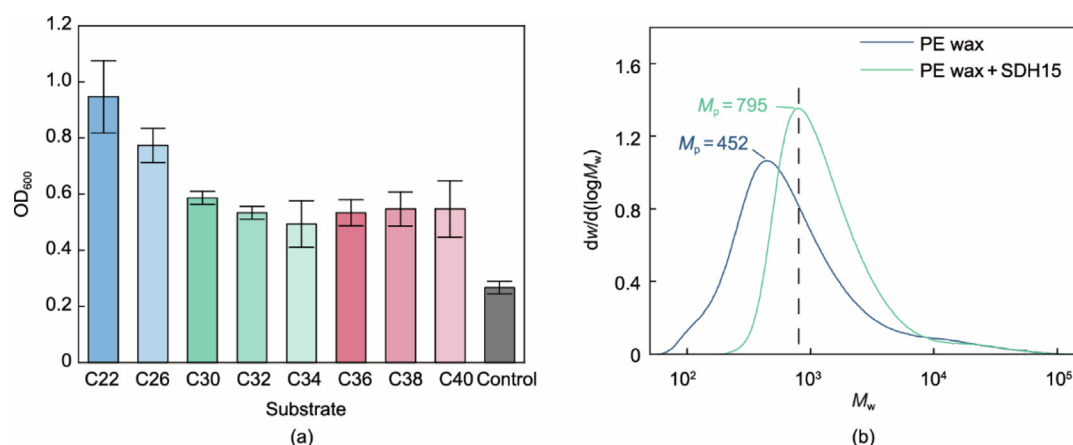 1.2
1.0
0.8
0.6
0.4
0.2
0
OD600
C22 C26 C30 C32 C34 C36 C38 C40 Control
Substrate
(a)
PE wax
PE wax + SDH15
Mp = 795
Mp = 452
1.6
1.2
0.8
0.4
0
dw/d(logMw)
10² 10³ 10⁴ 10⁵
Mw
(b)